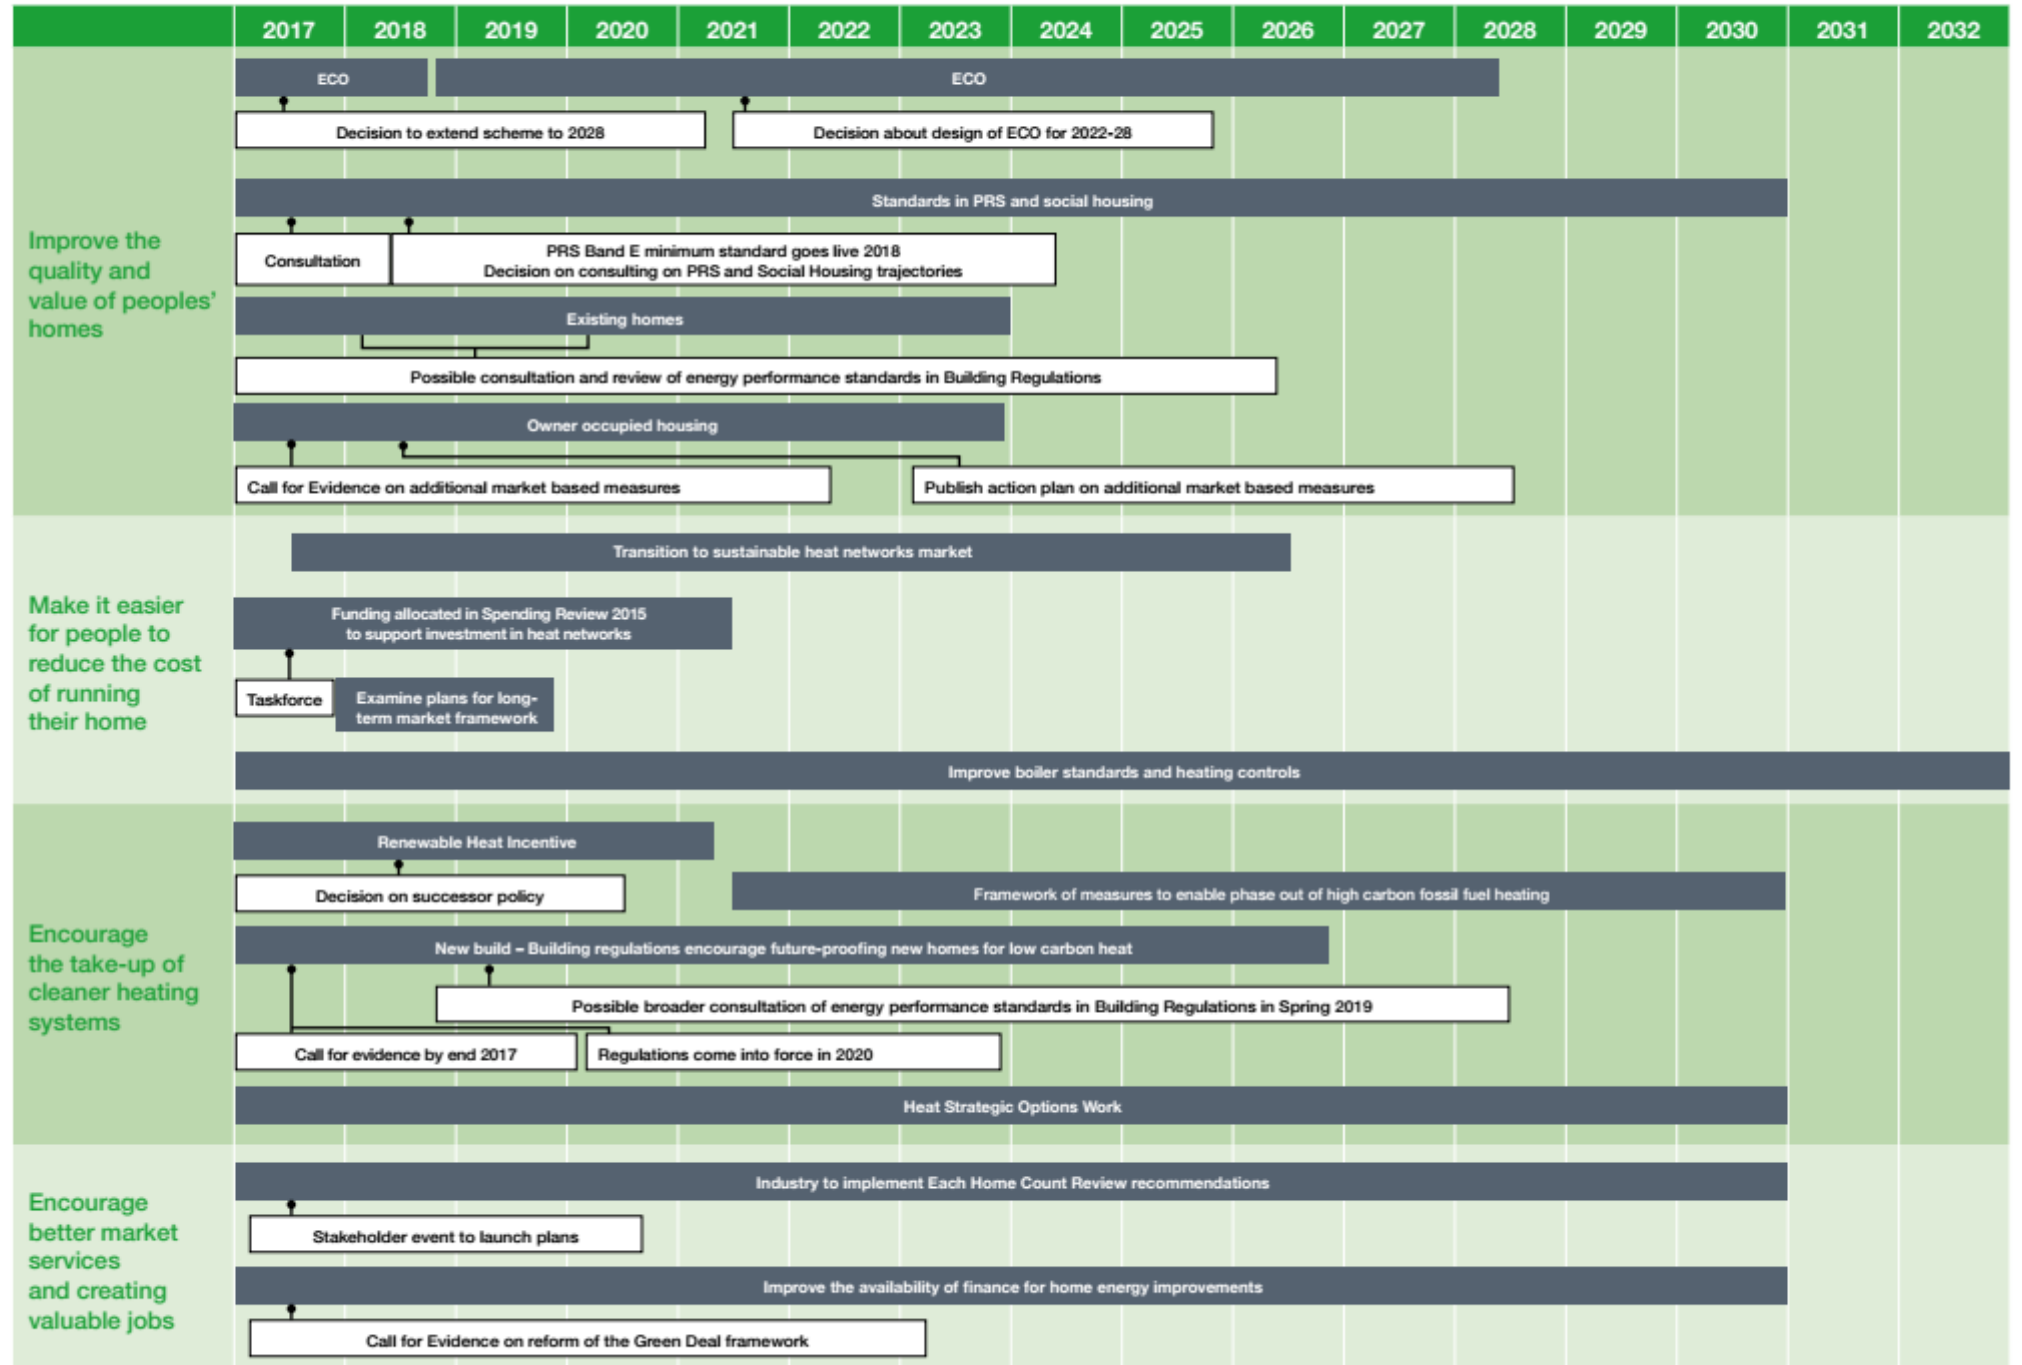 2017 2018 2019 2020 2021 2022 2023 2024 2025 2026 2027 2028 2029 2030 2031 2032
Improve the
quality and
value of peoples’
homes
ECO
ECO
Decision to extend scheme to 2028
Decision about design of ECO for 2022-28
Standards in PRS and social housing
Consultation
PRS Band E minimum standard goes live 2018
Decision on consulting on PRS and Social Housing trajectories
Existing homes
Possible consultation and review of energy performance standards in Building Regulations
Owner occupied housing
Call for Evidence on additional market based measures
Publish action plan on additional market based measures
Make it easier
for people to
reduce the cost
of running
their home
Transition to sustainable heat networks market
Funding allocated in Spending Review 2015
to support investment in heat networks
Taskforce
Examine plans for long-
term market framework
Improve boiler standards and heating controls
Encourage
the take-up of
cleaner heating
systems
Renewable Heat Incentive
Decision on successor policy
Framework of measures to enable phase out of high carbon fossil fuel heating
New build – Building regulations encourage future-proofing new homes for low carbon heat
Possible broader consultation of energy performance standards in Building Regulations in Spring 2019
Call for evidence by end 2017
Regulations come into force in 2020
Heat Strategic Options Work
Encourage
better market
services
and creating
valuable jobs
Industry to implement Each Home Count Review recommendations
Stakeholder event to launch plans
Improve the availability of finance for home energy improvements
Call for Evidence on reform of the Green Deal framework